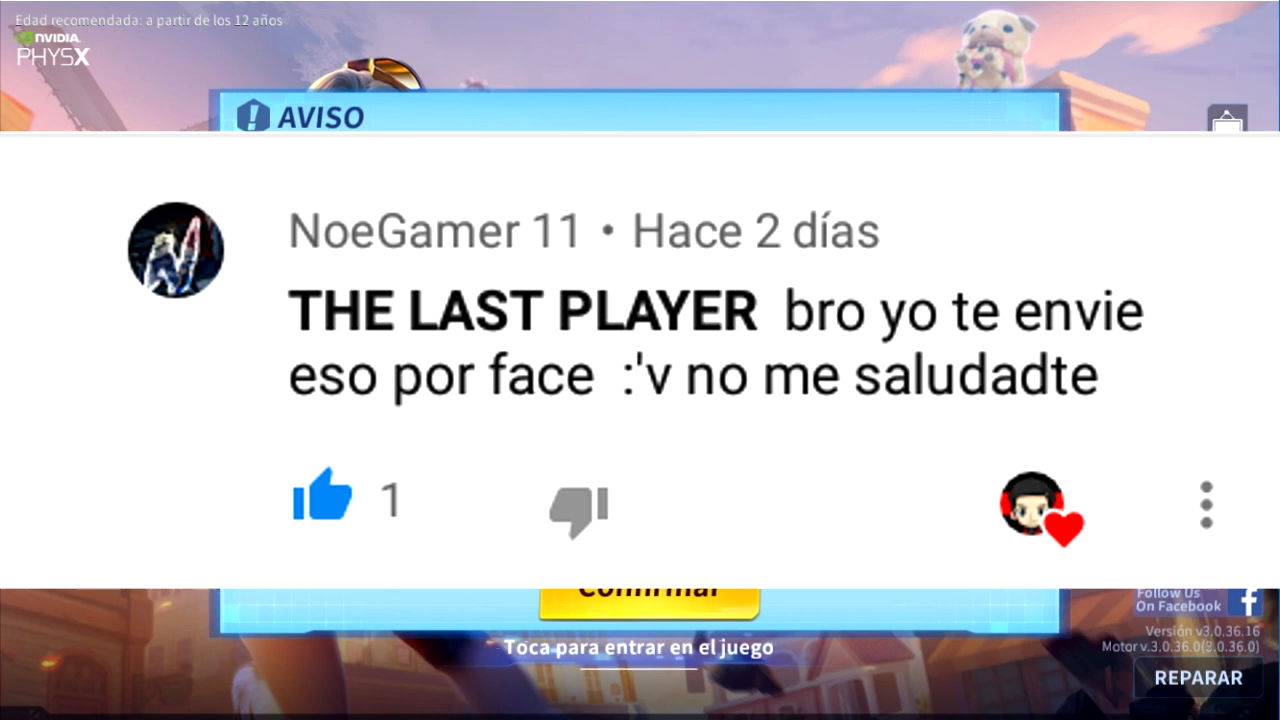 Edad recomendada: a partir de los 12 años
NVIDIA
PHYSX
AVISO
NoeGamer 11 • Hace 2 días
THE LAST PLAYER bro yo te envie
eso por face :'v no me saludadte
1
Confirmar
Follow Us
On Facebook
Toca para entrar en el juego
Versión v3.0.36.16
Motor v.3.0.36.0(3.0.36.0)
REPARAR